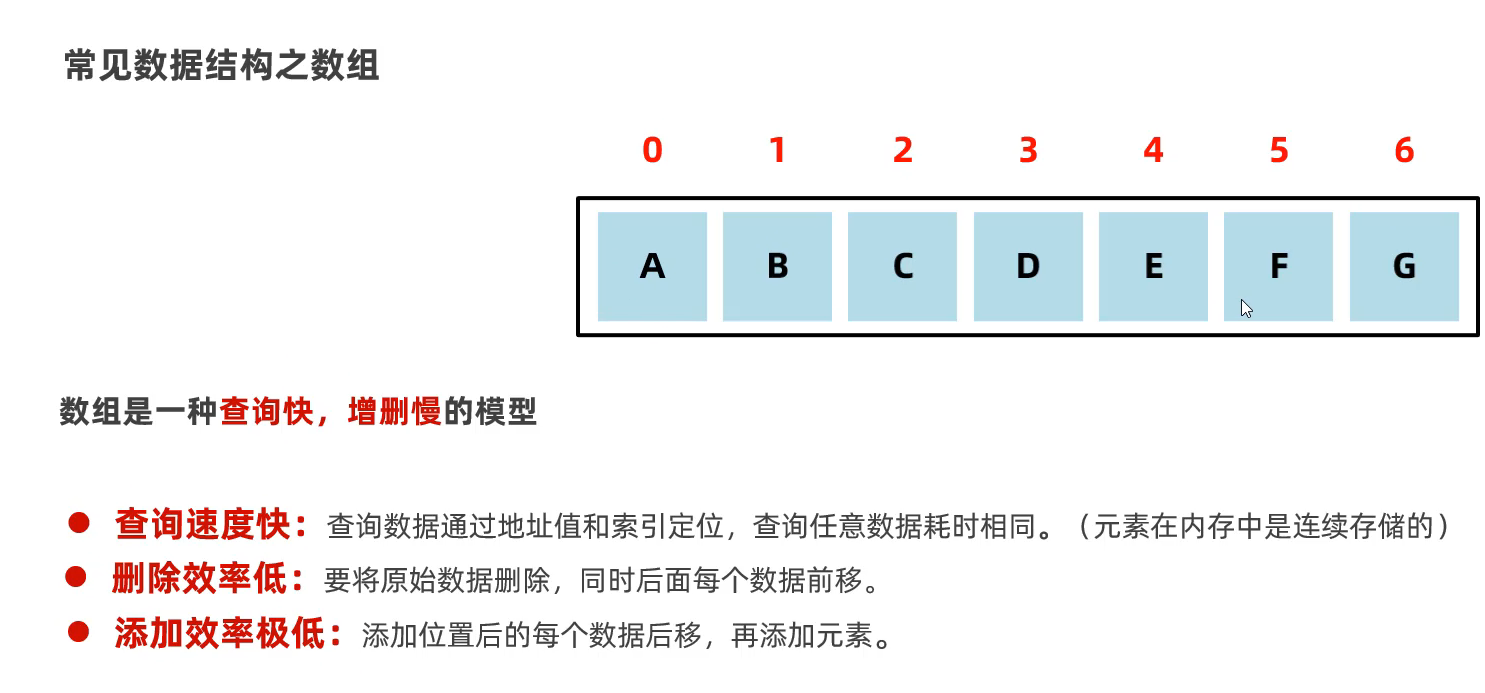 常见数据结构之数组
0 1 2 3 4 5 6
A B C D E F G
数组是一种查询快，增删慢的模型
查询速度快：查询数据通过地址值和索引定位，查询任意数据耗时相同。（元素在内存中是连续存储的）
删除效率低：要将原始数据删除，同时后面每个数据前移。
添加效率极低：添加位置后的每个数据后移，再添加元素。